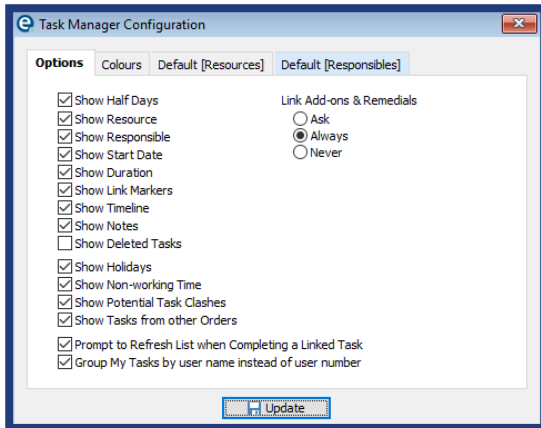 Task Manager Configuration
Options Colours Default [Resources] Default [Responsibles]
Show Half Days
Show Resource
Show Responsible
Show Start Date
Show Duration
Show Link Markers
Show Timeline
Show Notes
Show Deleted Tasks
Show Holidays
Show Non-working Time
Show Potential Task Clashes
Show Tasks from other Orders
Prompt to Refresh List when Completing a Linked Task
Group My Tasks by user name instead of user number
Link Add-ons & Remedials
Ask
Always
Never
Update